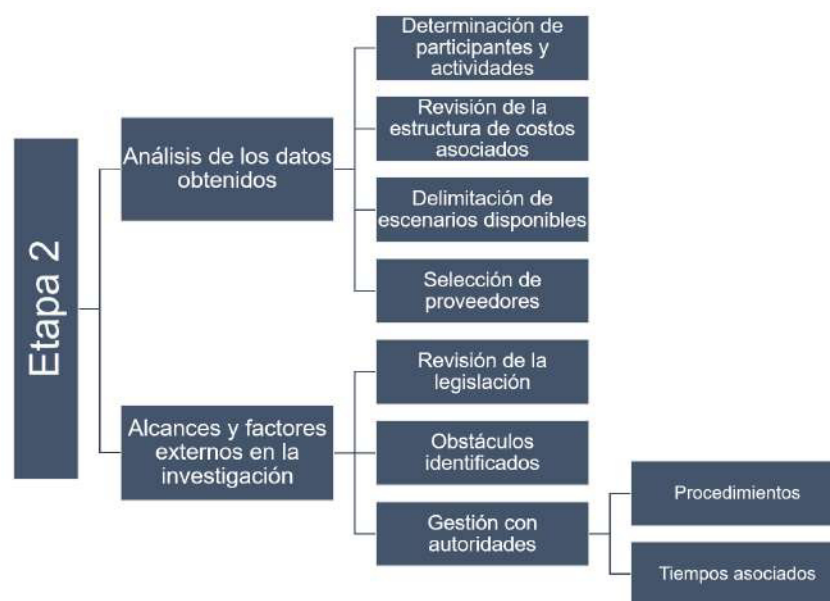 Etapa 2
Análisis de los datos
obtenidos
Determinación de
participantes y
actividades
Revisión de la
estructura de costos
asociados
Delimitación de
escenarios disponibles
Selección de
proveedores
Alcances y factores
externos en la
investigación
Revisión de la
legislación
Obstáculos
identificados
Gestión con
autoridades
Procedimientos
Tiempos asociados